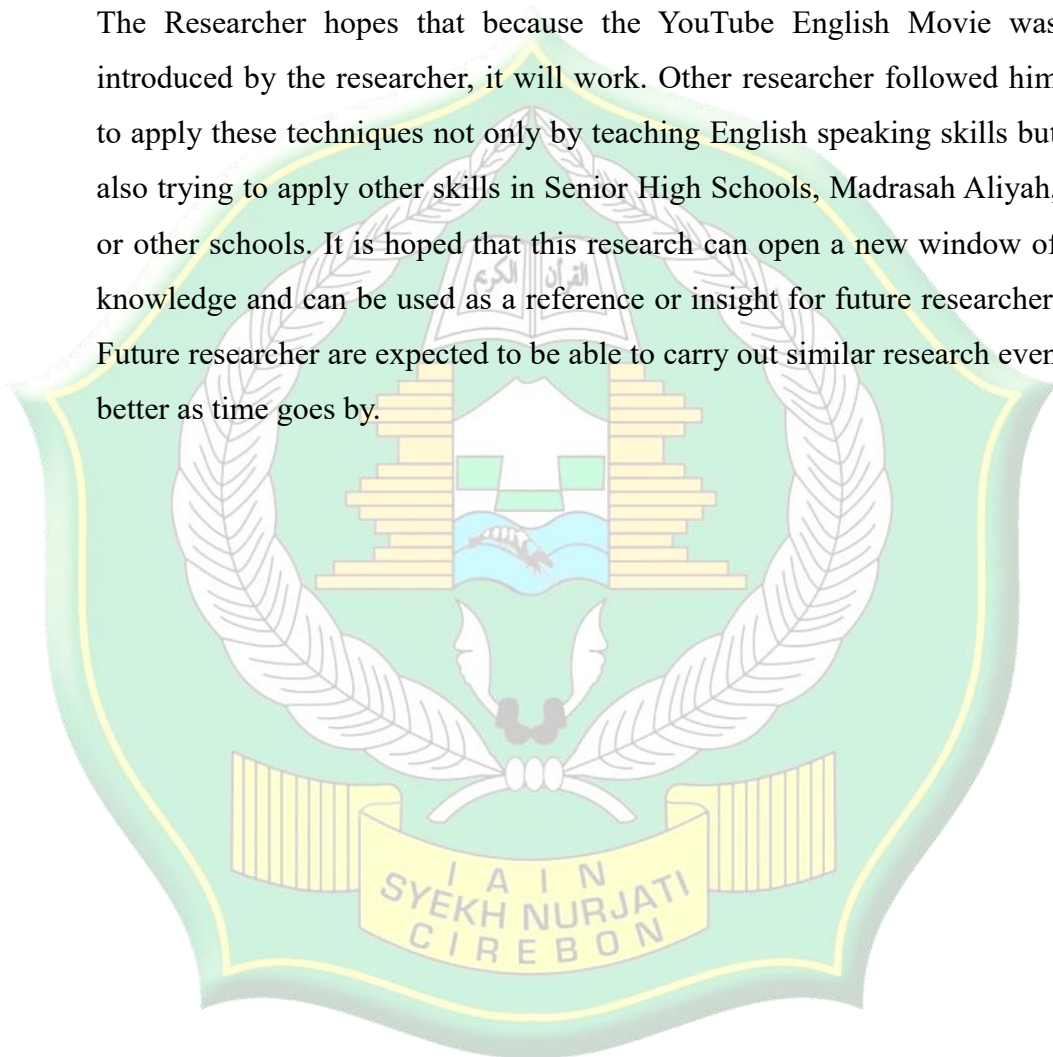 The Researcher hopes that because the YouTube English Movie was
introduced by the researcher, it will work. Other researcher followed him
to apply these techniques not only by teaching English speaking skills but
also trying to apply other skills in Senior High Schools, Madrasah Aliyah,
or other schools. It is hoped that this research can open a new window of
knowledge and can be used as a reference or insight for future researcher
Future researcher are expected to be able to carry out similar research even
better as time goes by.
القرآن الكريم
I A I N
SYEKH NURJATI
CIREBON